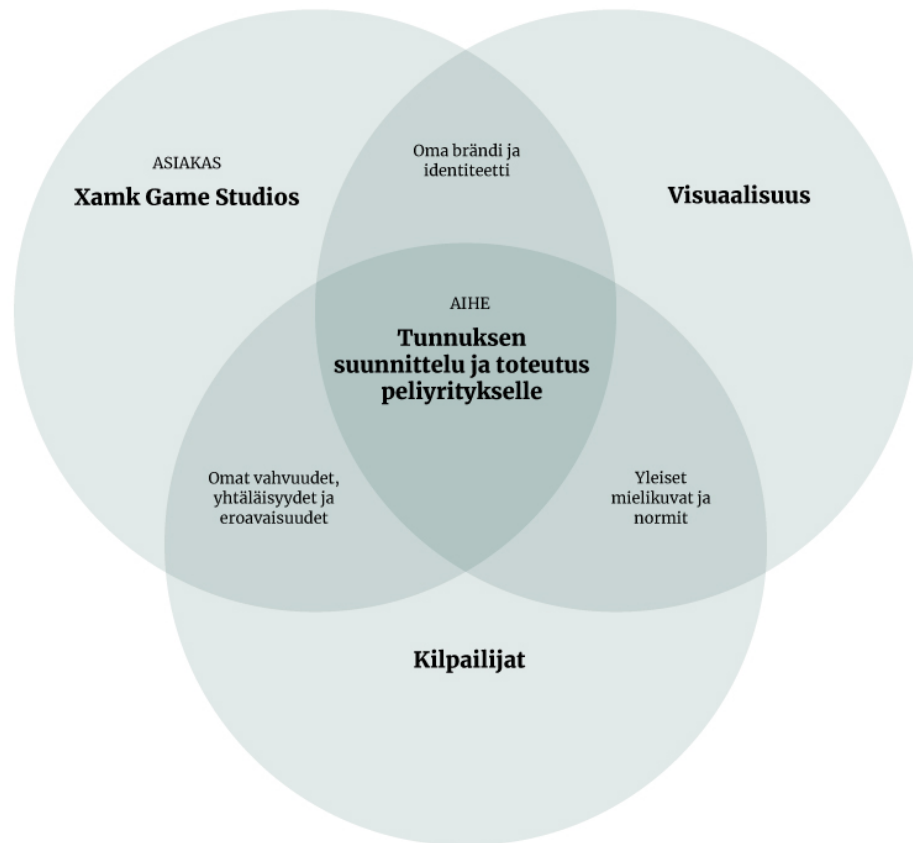 ASIAKAS
Xamk Game Studios
Oma brändi ja
identiteetti
Visuaalisuus
AIHE
Tunnuksen
suunnittelu ja toteutus
peliyritykselle
Omat vahvuudet,
yhtäläisyydet ja
eroavaisuudet
Yleiset
mielikuvat ja
normit
Kilpailijat